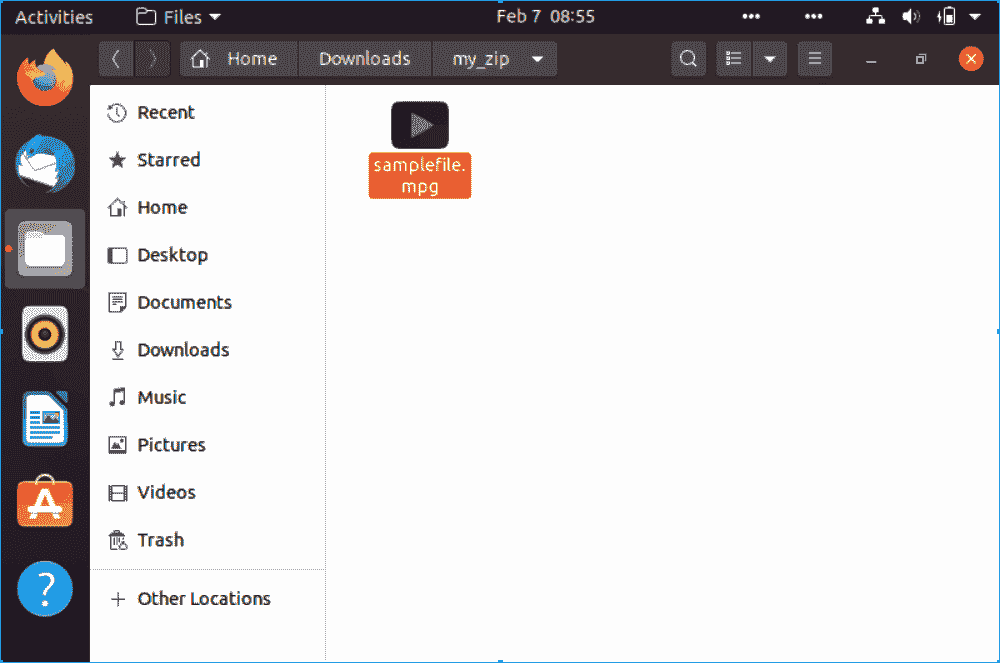 Activities Files Feb 7 08:55
Home Downloads my_zip
Recent
Starred
Home
Desktop
Documents
Downloads
Music
Pictures
Videos
Trash
Other Locations
samplefile.
mpg